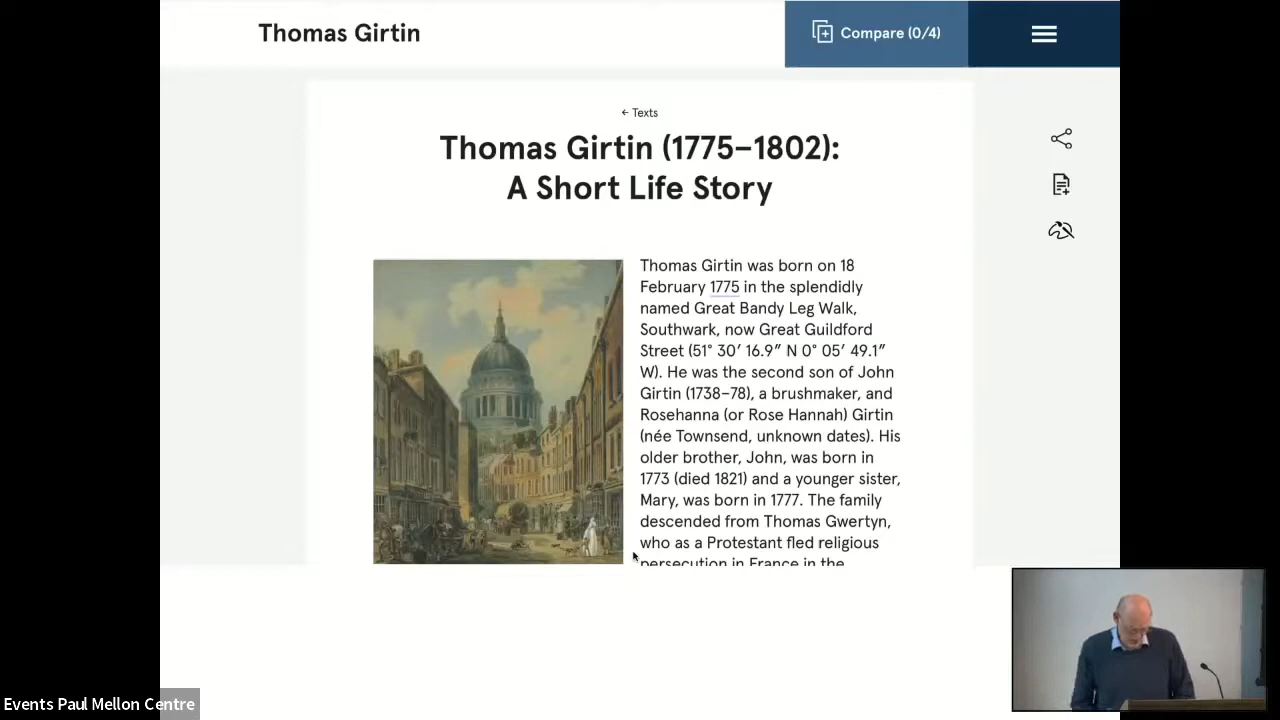 Thomas Girtin
Compare (0/4)
← Texts
Thomas Girtin (1775–1802):
A Short Life Story
Thomas Girtin was born on 18
February 1775 in the splendidly
named Great Bandy Leg Walk,
Southwark, now Great Guildford
Street (51° 30′ 16.9″ N 0° 05′ 49.1″
W). He was the second son of John
Girtin (1738–78), a brushmaker, and
Rosehanna (or Rose Hannah) Girtin
(née Townsend, unknown dates). His
older brother, John, was born in
1773 (died 1821) and a younger sister,
Mary, was born in 1777. The family
descended from Thomas Gwertyn,
who as a Protestant fled religious
persecution in France in the
Events Paul Mellon Centre